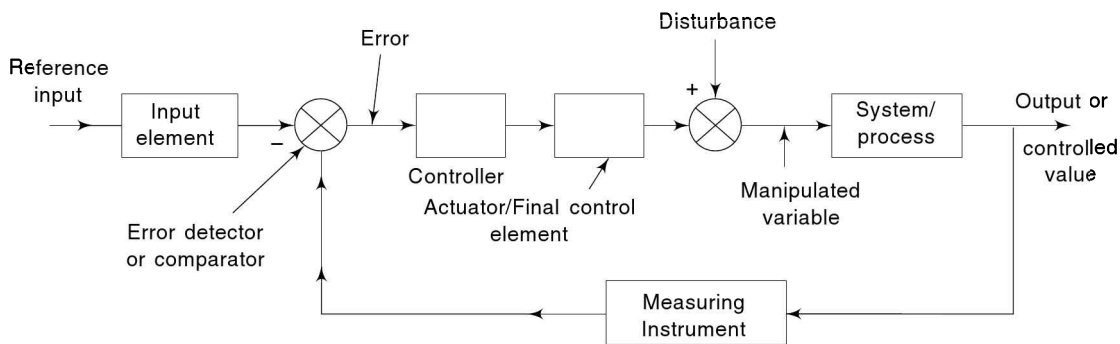 Disturbance
Error
Reference
input
Input
element
+
−
System/
process
Output or
controlled
value
Controller
Actuator/Final control
element
Manipulated
variable
Error detector
or comparator
Measuring
Instrument